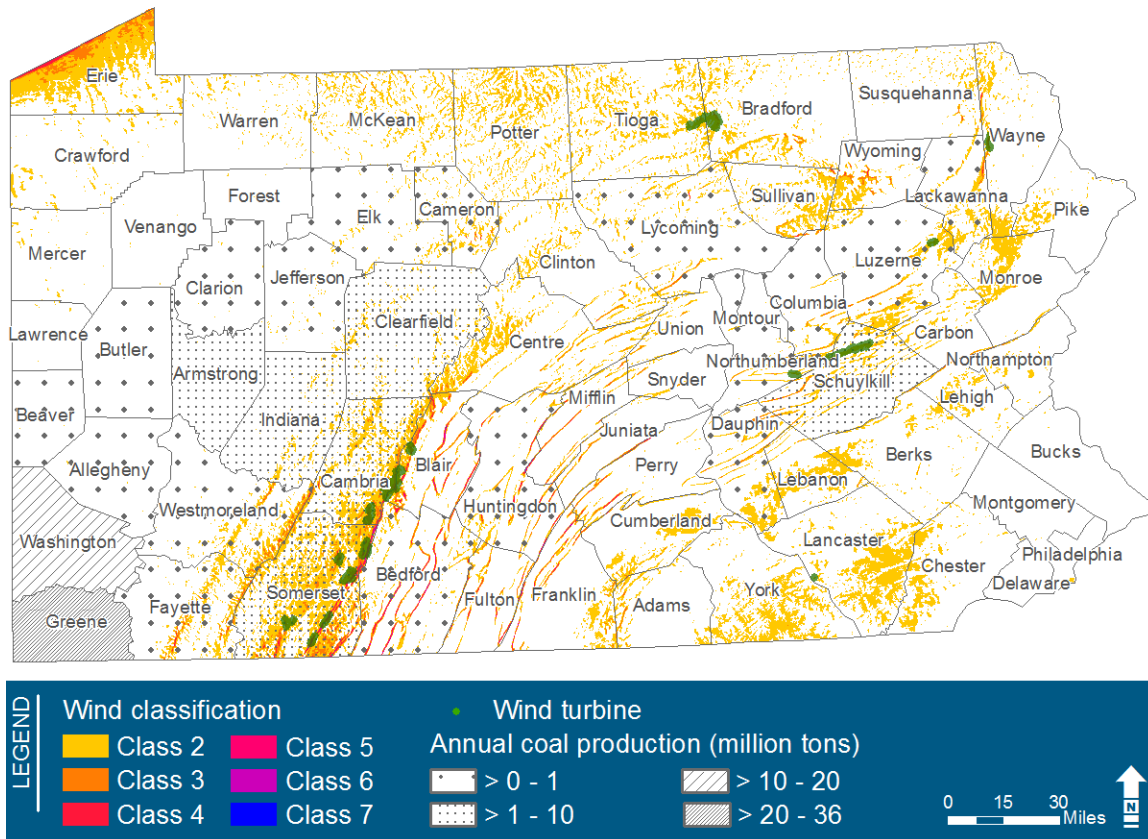 Erie
Warren
McKean
Potter
Tioga
Bradford
Susquehanna
Wayne
Crawford
Wyoming
Forest
Elk
Cameron
Sullivan
Lackawanna
Pike
Mercer
Venango
Lycoming
Clarion
Jefferson
Clinton
Luzerne
Monroe
Lawrence
Butler
Clearfield
Centre
Union
Montour
Columbia
Carbon
Armstrong
Northumberland
Northampton
Beaver
Indiana
Mifflin
Snyder
Schuylkill
Lehigh
Allegheny
Cambria
Blair
Juniata
Dauphin
Perry
Berks
Bucks
Lebanon
Westmoreland
Huntingdon
Cumberland
Montgomery
Washington
Lancaster
Philadelphia
Chester
Delaware
Greene
Fayette
Somerset
Bedford
Fulton
Franklin
Adams
York
LEGEND
Wind classification
Class 2
Class 3
Class 4
Class 5
Class 6
Class 7
Wind turbine
Annual coal production (million tons)
> 0 - 1
> 1 - 10
> 10 - 20
> 20 - 36
0 15 30
Miles
N